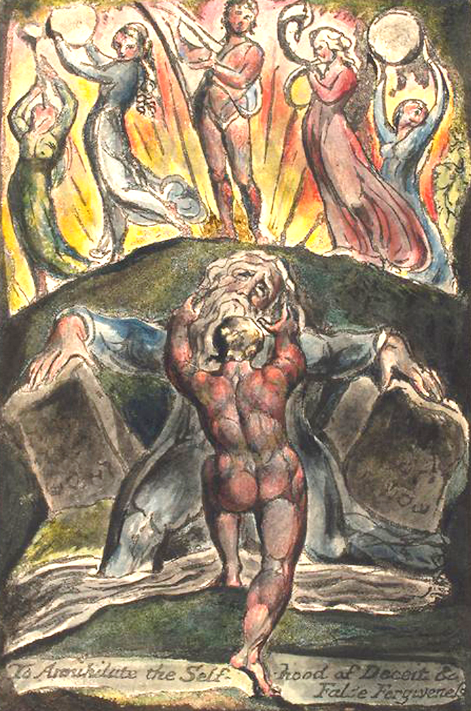 To Annihilate the Self-hood of Deceit &
False Forgiveness